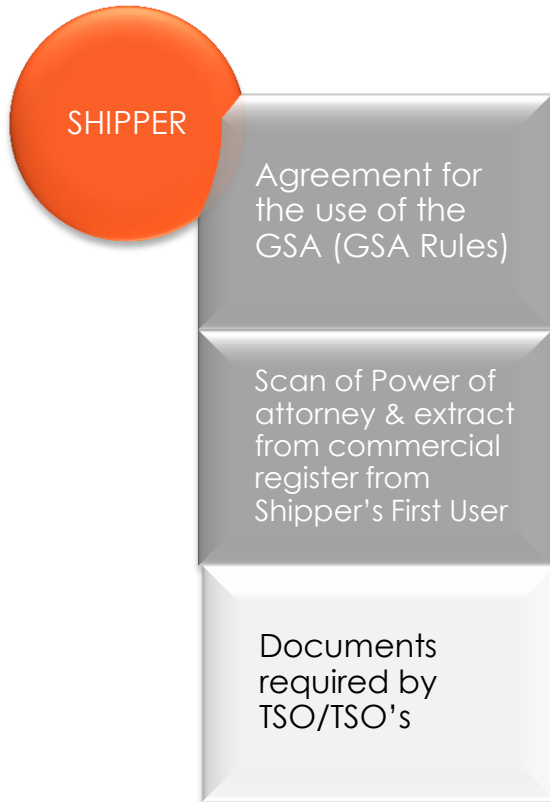 SHIPPER
Agreement for
the use of the
GSA (GSA Rules)
Scan of Power of
attorney & extract
from commercial
register from
Shipper’s First User
Documents
required by
TSO/TSO’s